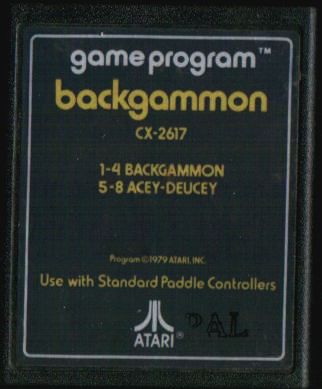 game program™
backgammon
CX-2617
1-4 BACKGAMMON
5-8 ACEY-DEUCEY
Program ©1979 ATARI, INC.
Use with Standard Paddle Controllers
ATARI®
PAL